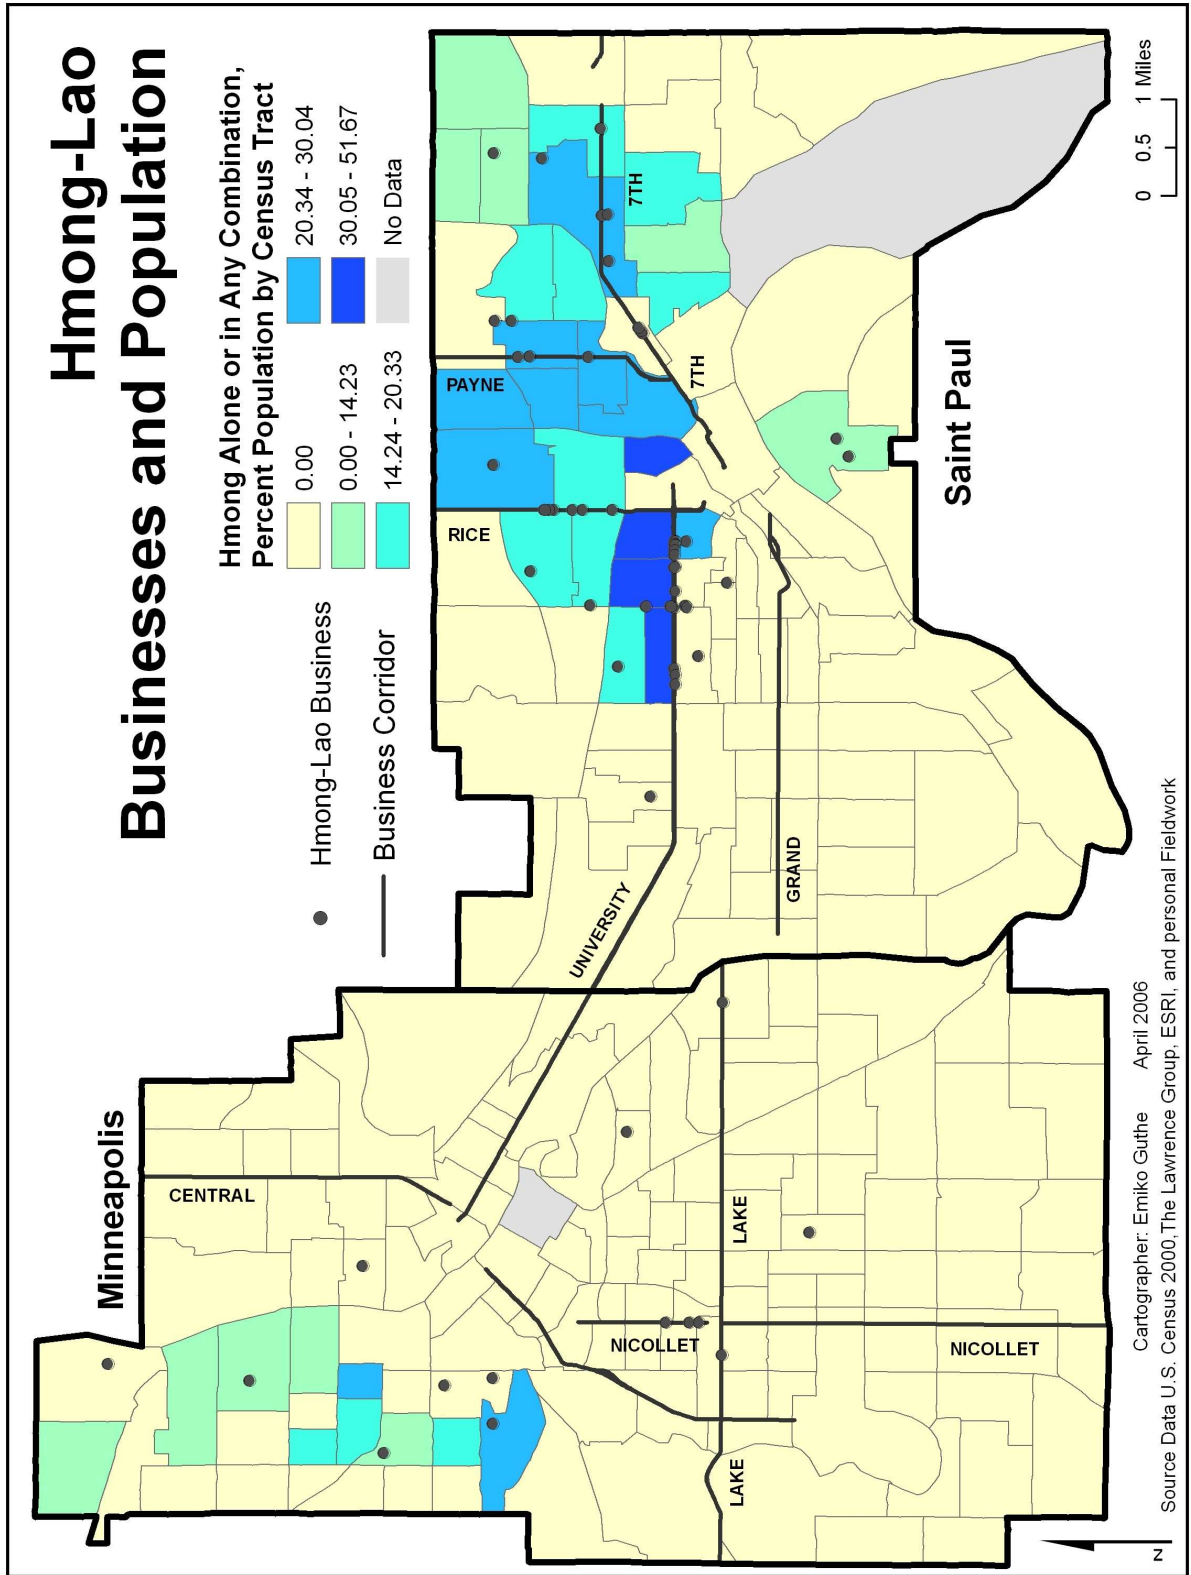 Hmong-Lao
Businesses and Population
Hmong Alone or in Any Combination,
Percent Population by Census Tract
Hmong-Lao Business
Business Corridor
0.00
0.00 - 14.23
14.24 - 20.33
20.34 - 30.04
30.05 - 51.67
No Data
Minneapolis
CENTRAL
UNIVERSITY
NICOLLET
LAKE
LAKE
NICOLLET
PAYNE
RICE
7TH
7TH
GRAND
Saint Paul
0 0.5 1 Miles
N
Cartographer: Emiko Guthe April 2006
Source Data U.S. Census 2000, The Lawrence Group, ESRI, and personal Fieldwork